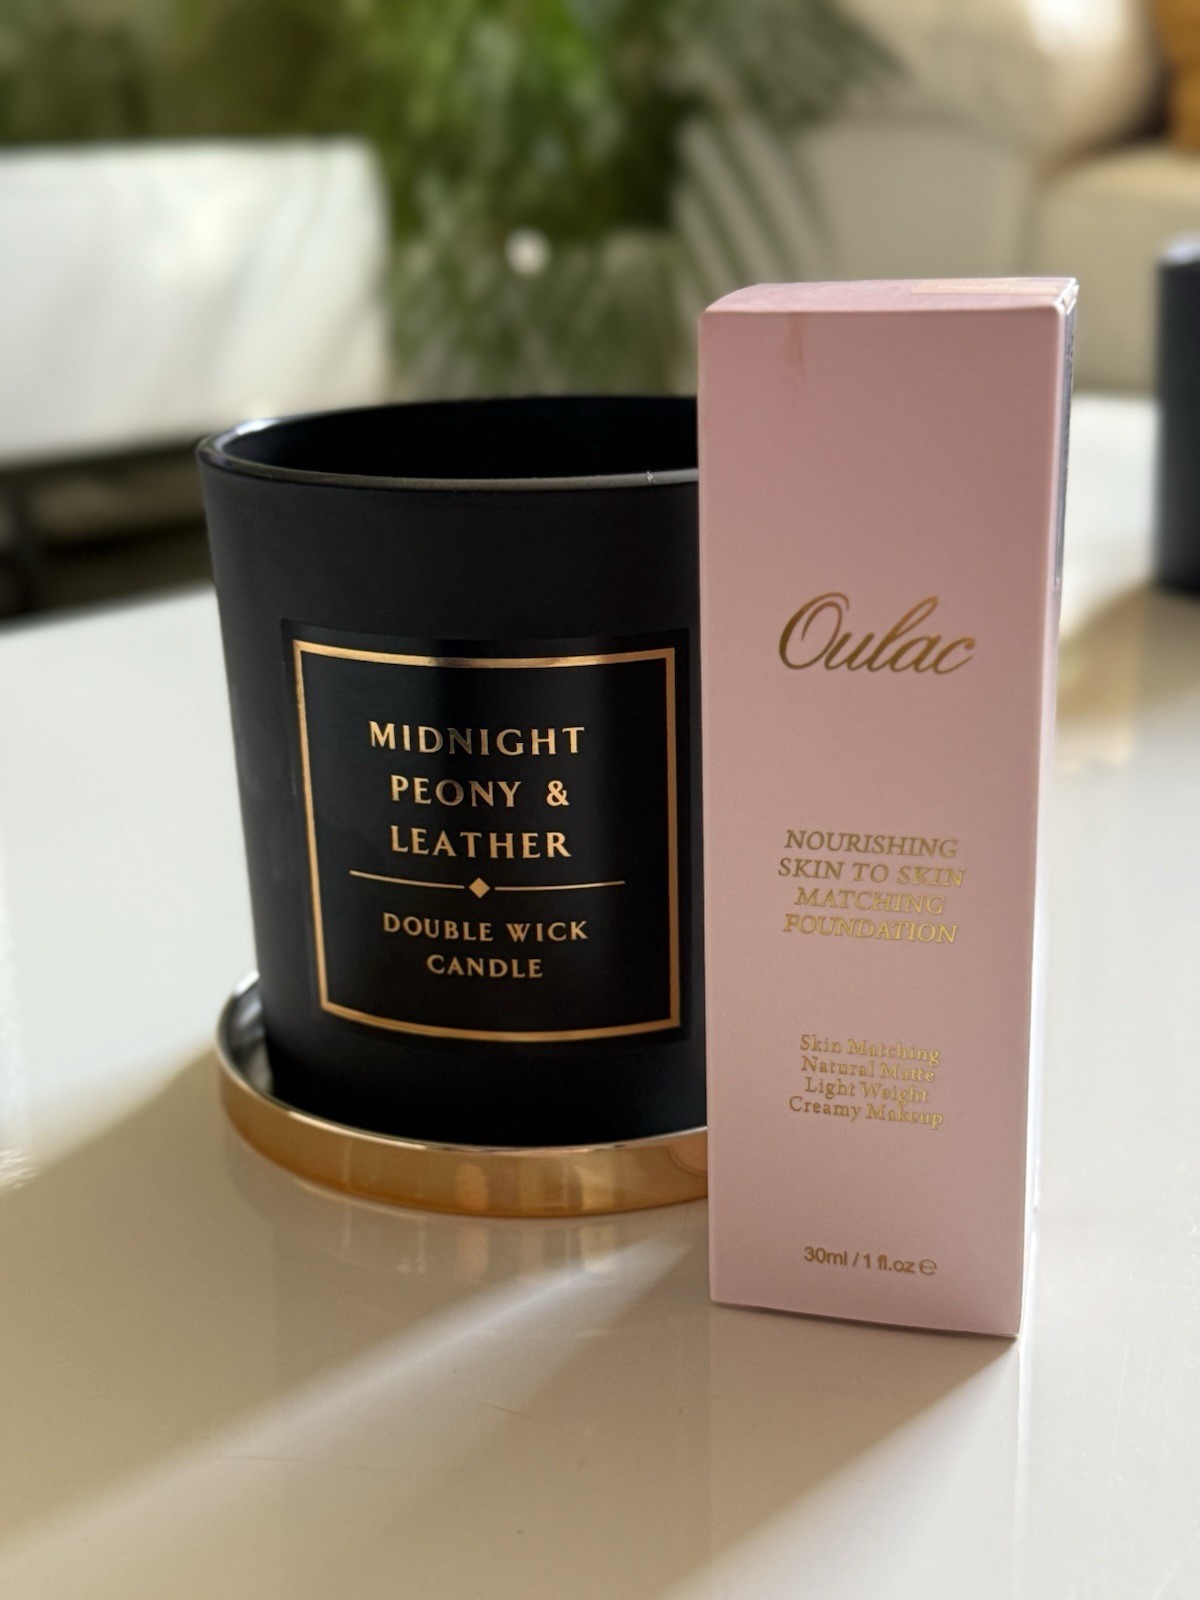 MIDNIGHT
PEONY &
LEATHER
DOUBLE WICK
CANDLE
Oulac
NOURISHING
SKIN TO SKIN
MATCHING
FOUNDATION
Skin Matching
Natural Matte
Light Weight
Creamy Makeup
30ml / 1 fl.oz ℮